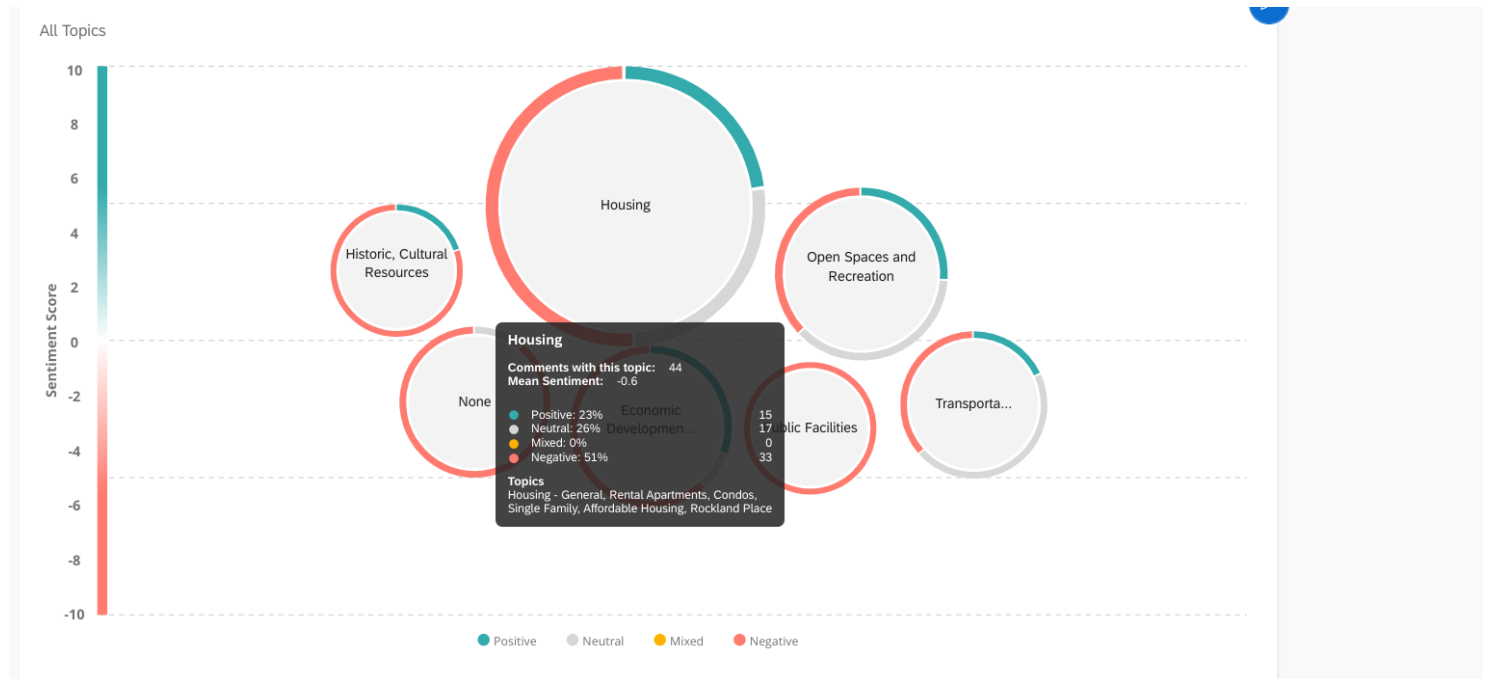 All Topics
10
8
6
4
2
0
-2
-4
-6
-8
-10
Sentiment Score
Housing
Historic, Cultural
Resources
Open Spaces and
Recreation
None
Economic
Developmen...
Public Facilities
Transporta...
Housing
Comments with this topic: 44
Mean Sentiment: -0.6
Positive: 23% 15
Neutral: 26% 17
Mixed: 0% 0
Negative: 51% 33
Topics
Housing - General, Rental Apartments, Condos,
Single Family, Affordable Housing, Rockland Place
Positive Neutral Mixed Negative